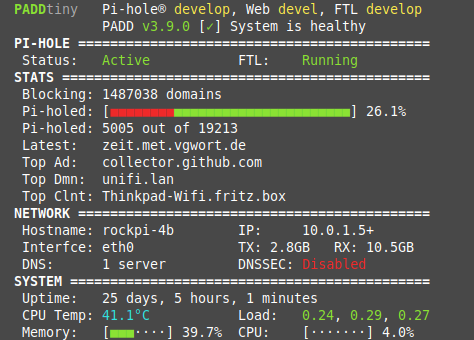 PADDtiny Pi-hole® develop, Web devel, FTL develop
PADD v3.9.0 [✓] System is healthy
PI-HOLE ============================================
Status: Active FTL: Running
STATS ==============================================
Blocking: 1487038 domains
Pi-holed: [■■■■■■■■■■■■■■■■■■■■■■■■■■■■■■] 26.1%
Pi-holed: 5005 out of 19213
Latest: zeit.met.vgwort.de
Top Ad: collector.github.com
Top Dmn: unifi.lan
Top Clnt: Thinkpad-Wifi.fritz.box
NETWORK ============================================
Hostname: rockpi-4b IP: 10.0.1.5+
Interfce: eth0 TX: 2.8GB RX: 10.5GB
DNS: 1 server DNSSEC: Disabled
SYSTEM =============================================
Uptime: 25 days, 5 hours, 1 minutes
CPU Temp: 41.1°C Load: 0.24, 0.29, 0.27
Memory: [■■■····] 39.7% CPU: [·······] 4.0%